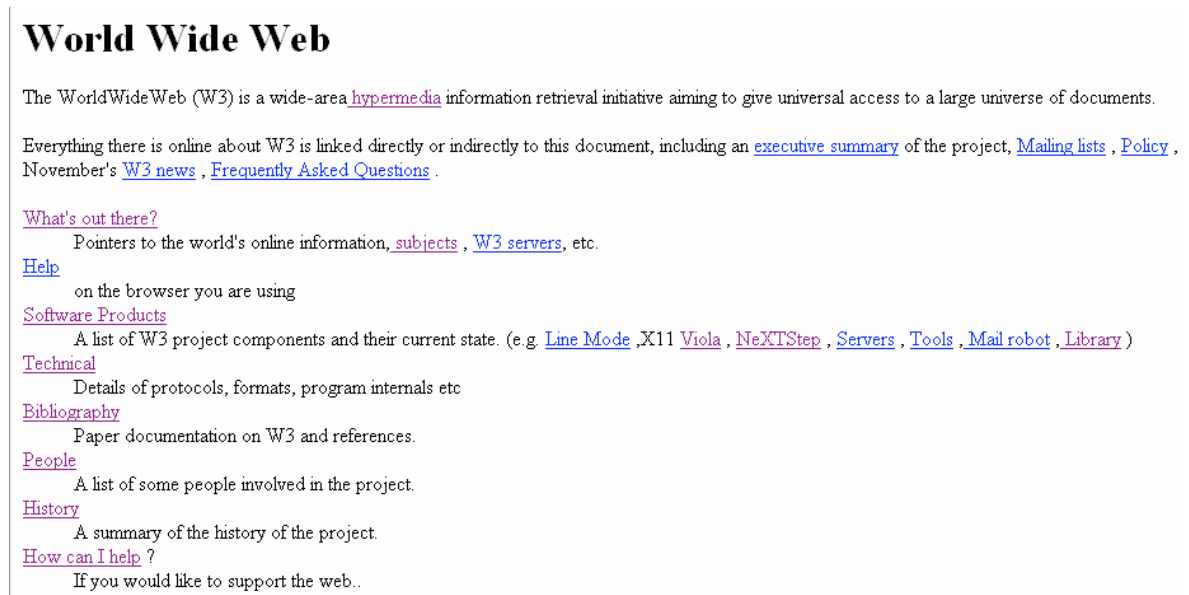 World Wide Web
The WorldWideWeb (W3) is a wide-area hypermedia information retrieval initiative aiming to give universal access to a large universe of documents.
Everything there is online about W3 is linked directly or indirectly to this document, including an executive summary of the project, Mailing lists , Policy ,
November's W3 news , Frequently Asked Questions .
What's out there?
Pointers to the world's online information, subjects , W3 servers, etc.
Help
on the browser you are using
Software Products
A list of W3 project components and their current state. (e.g. Line Mode ,X11 Viola , NeXTStep , Servers , Tools , Mail robot , Library )
Technical
Details of protocols, formats, program internals etc
Bibliography
Paper documentation on W3 and references.
People
A list of some people involved in the project.
History
A summary of the history of the project.
How can I help ?
If you would like to support the web..